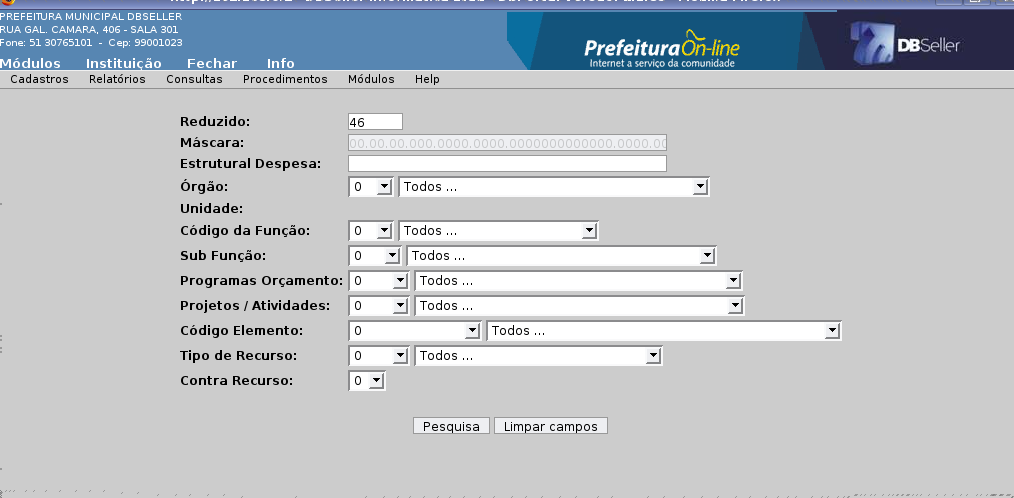 PREFEITURA MUNICIPAL DBSELLER
RUA GAL. CAMARA, 406 - SALA 301
Fone: 51 30765101 - Cep: 99001023
Prefeitura On-line
Internet a serviço da comunidade
DBSeller
Módulos Instituição Fechar Info
Cadastros Relatórios Consultas Procedimentos Módulos Help
Reduzido: 46
Máscara: 00.00.00.000.0000.0000.0000000000000.0000.00
Estrutural Despesa:
Órgão: 0 Todos ...
Unidade:
Código da Função: 0 Todos ...
Sub Função: 0 Todos ...
Programas Orçamento: 0 Todos ...
Projetos / Atividades: 0 Todos ...
Código Elemento: 0 Todos ...
Tipo de Recurso: 0 Todos ...
Contra Recurso: 0
Pesquisa Limpar campos